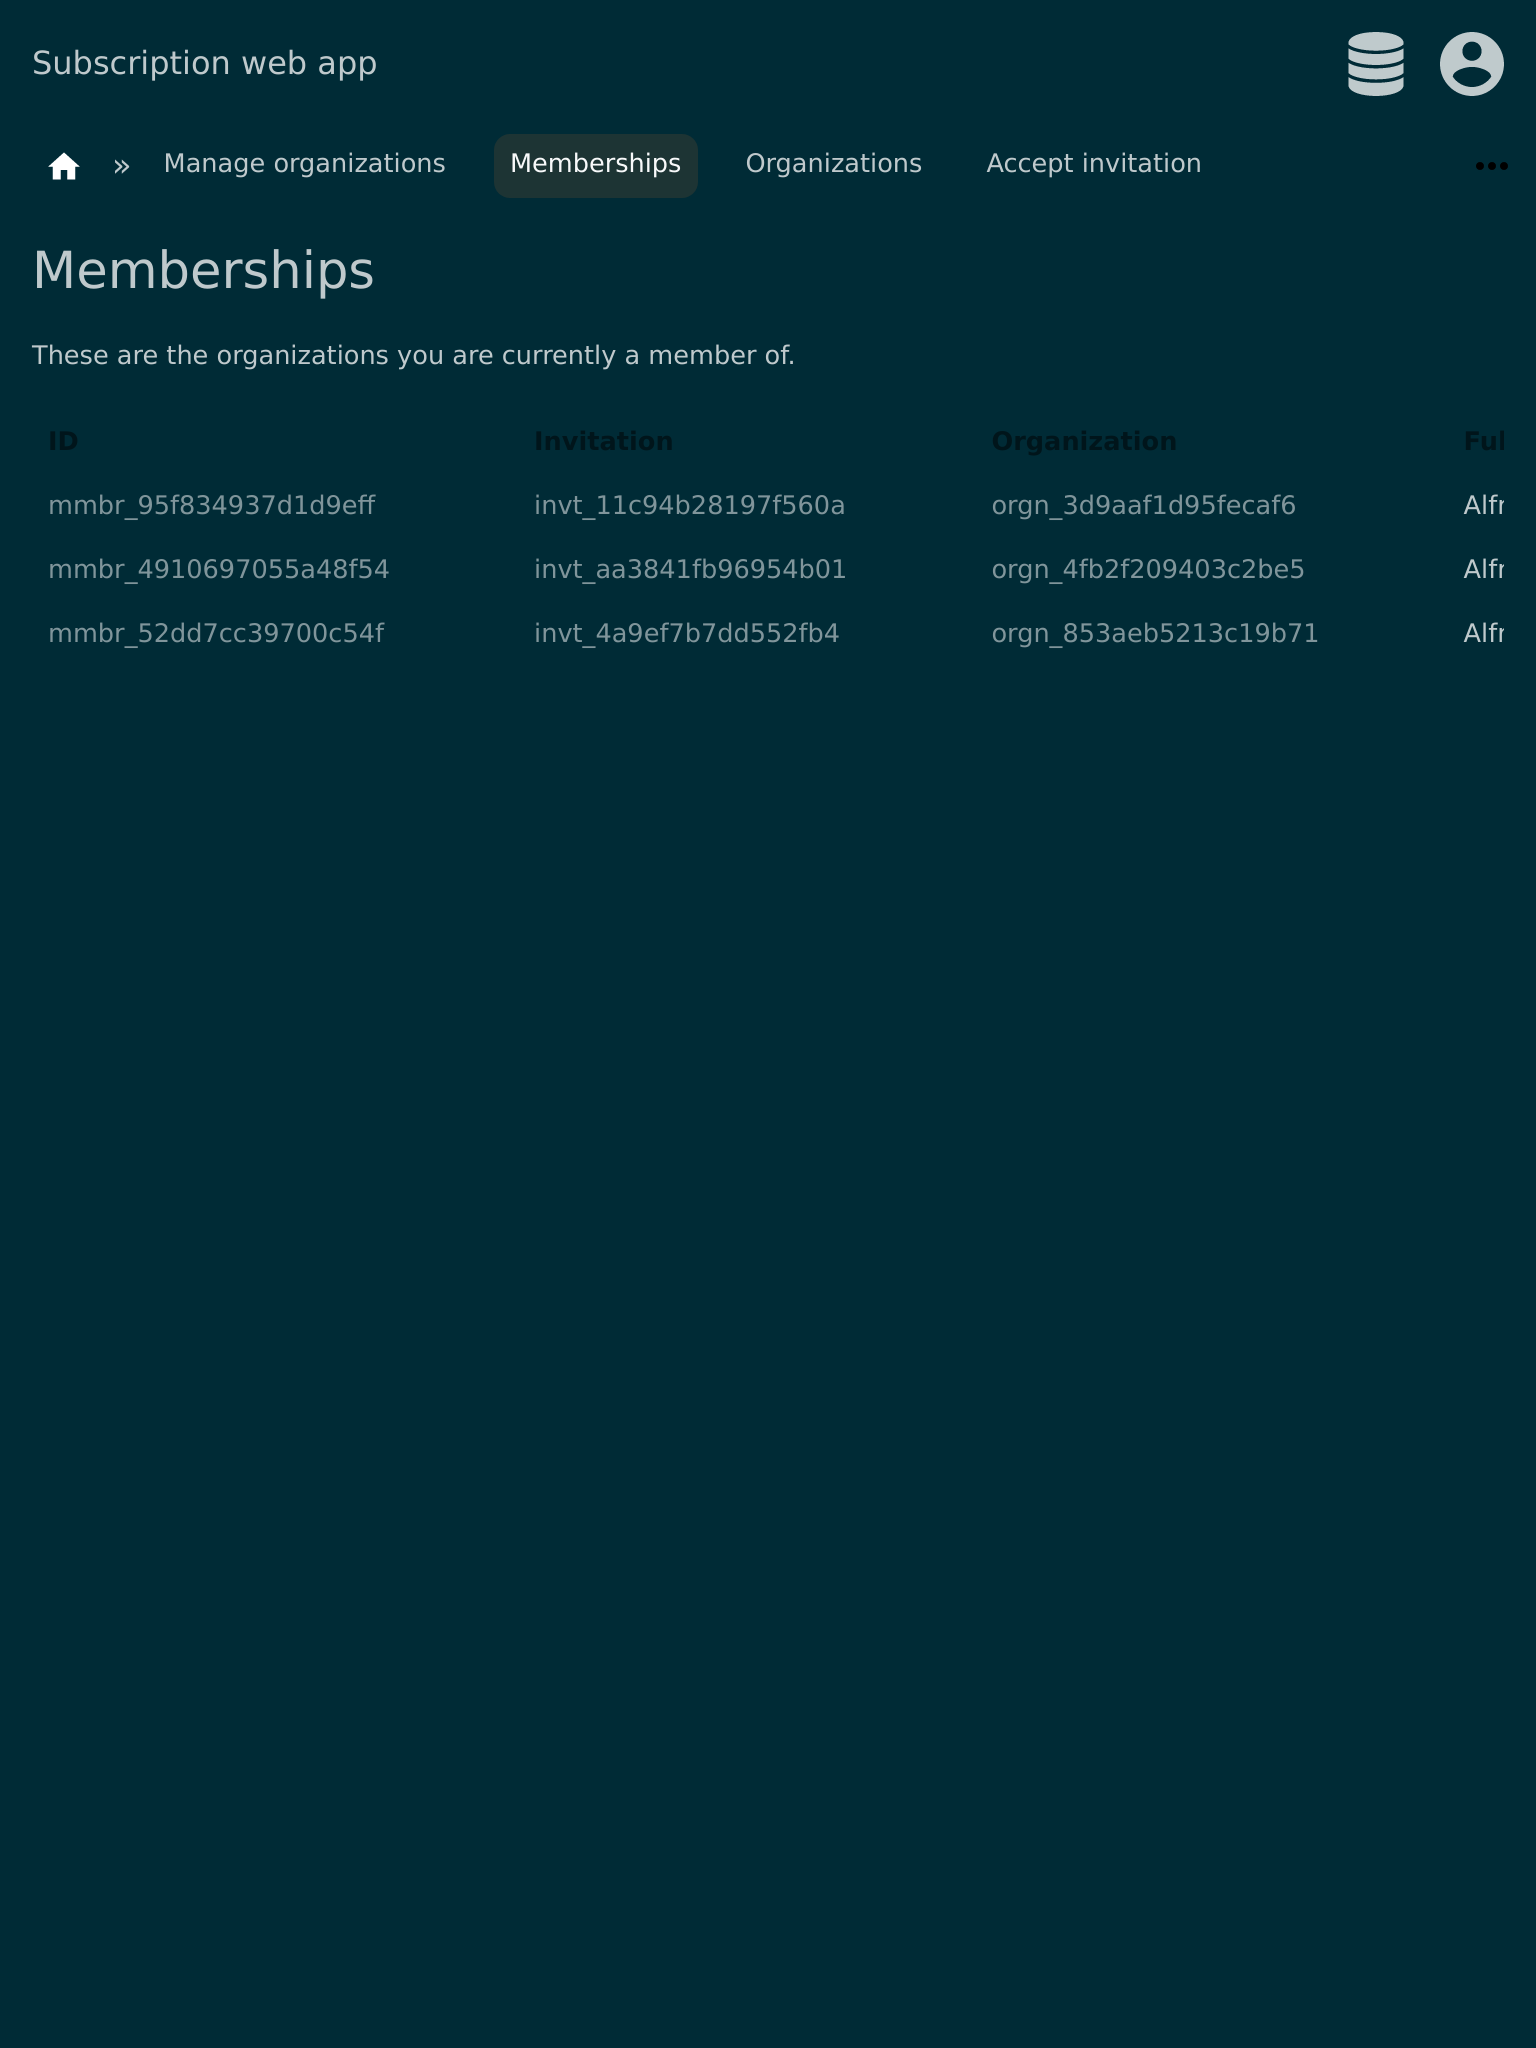 Subscription web app
» Manage organizations Memberships Organizations Accept invitation
Memberships
These are the organizations you are currently a member of.
ID Invitation Organization Ful
mmbr_95f834937d1d9eff invt_11c94b28197f560a orgn_3d9aaf1d95fecaf6 Alfr
mmbr_4910697055a48f54 invt_aa3841fb96954b01 orgn_4fb2f209403c2be5 Alfr
mmbr_52dd7cc39700c54f invt_4a9ef7b7dd552fb4 orgn_853aeb5213c19b71 Alfr